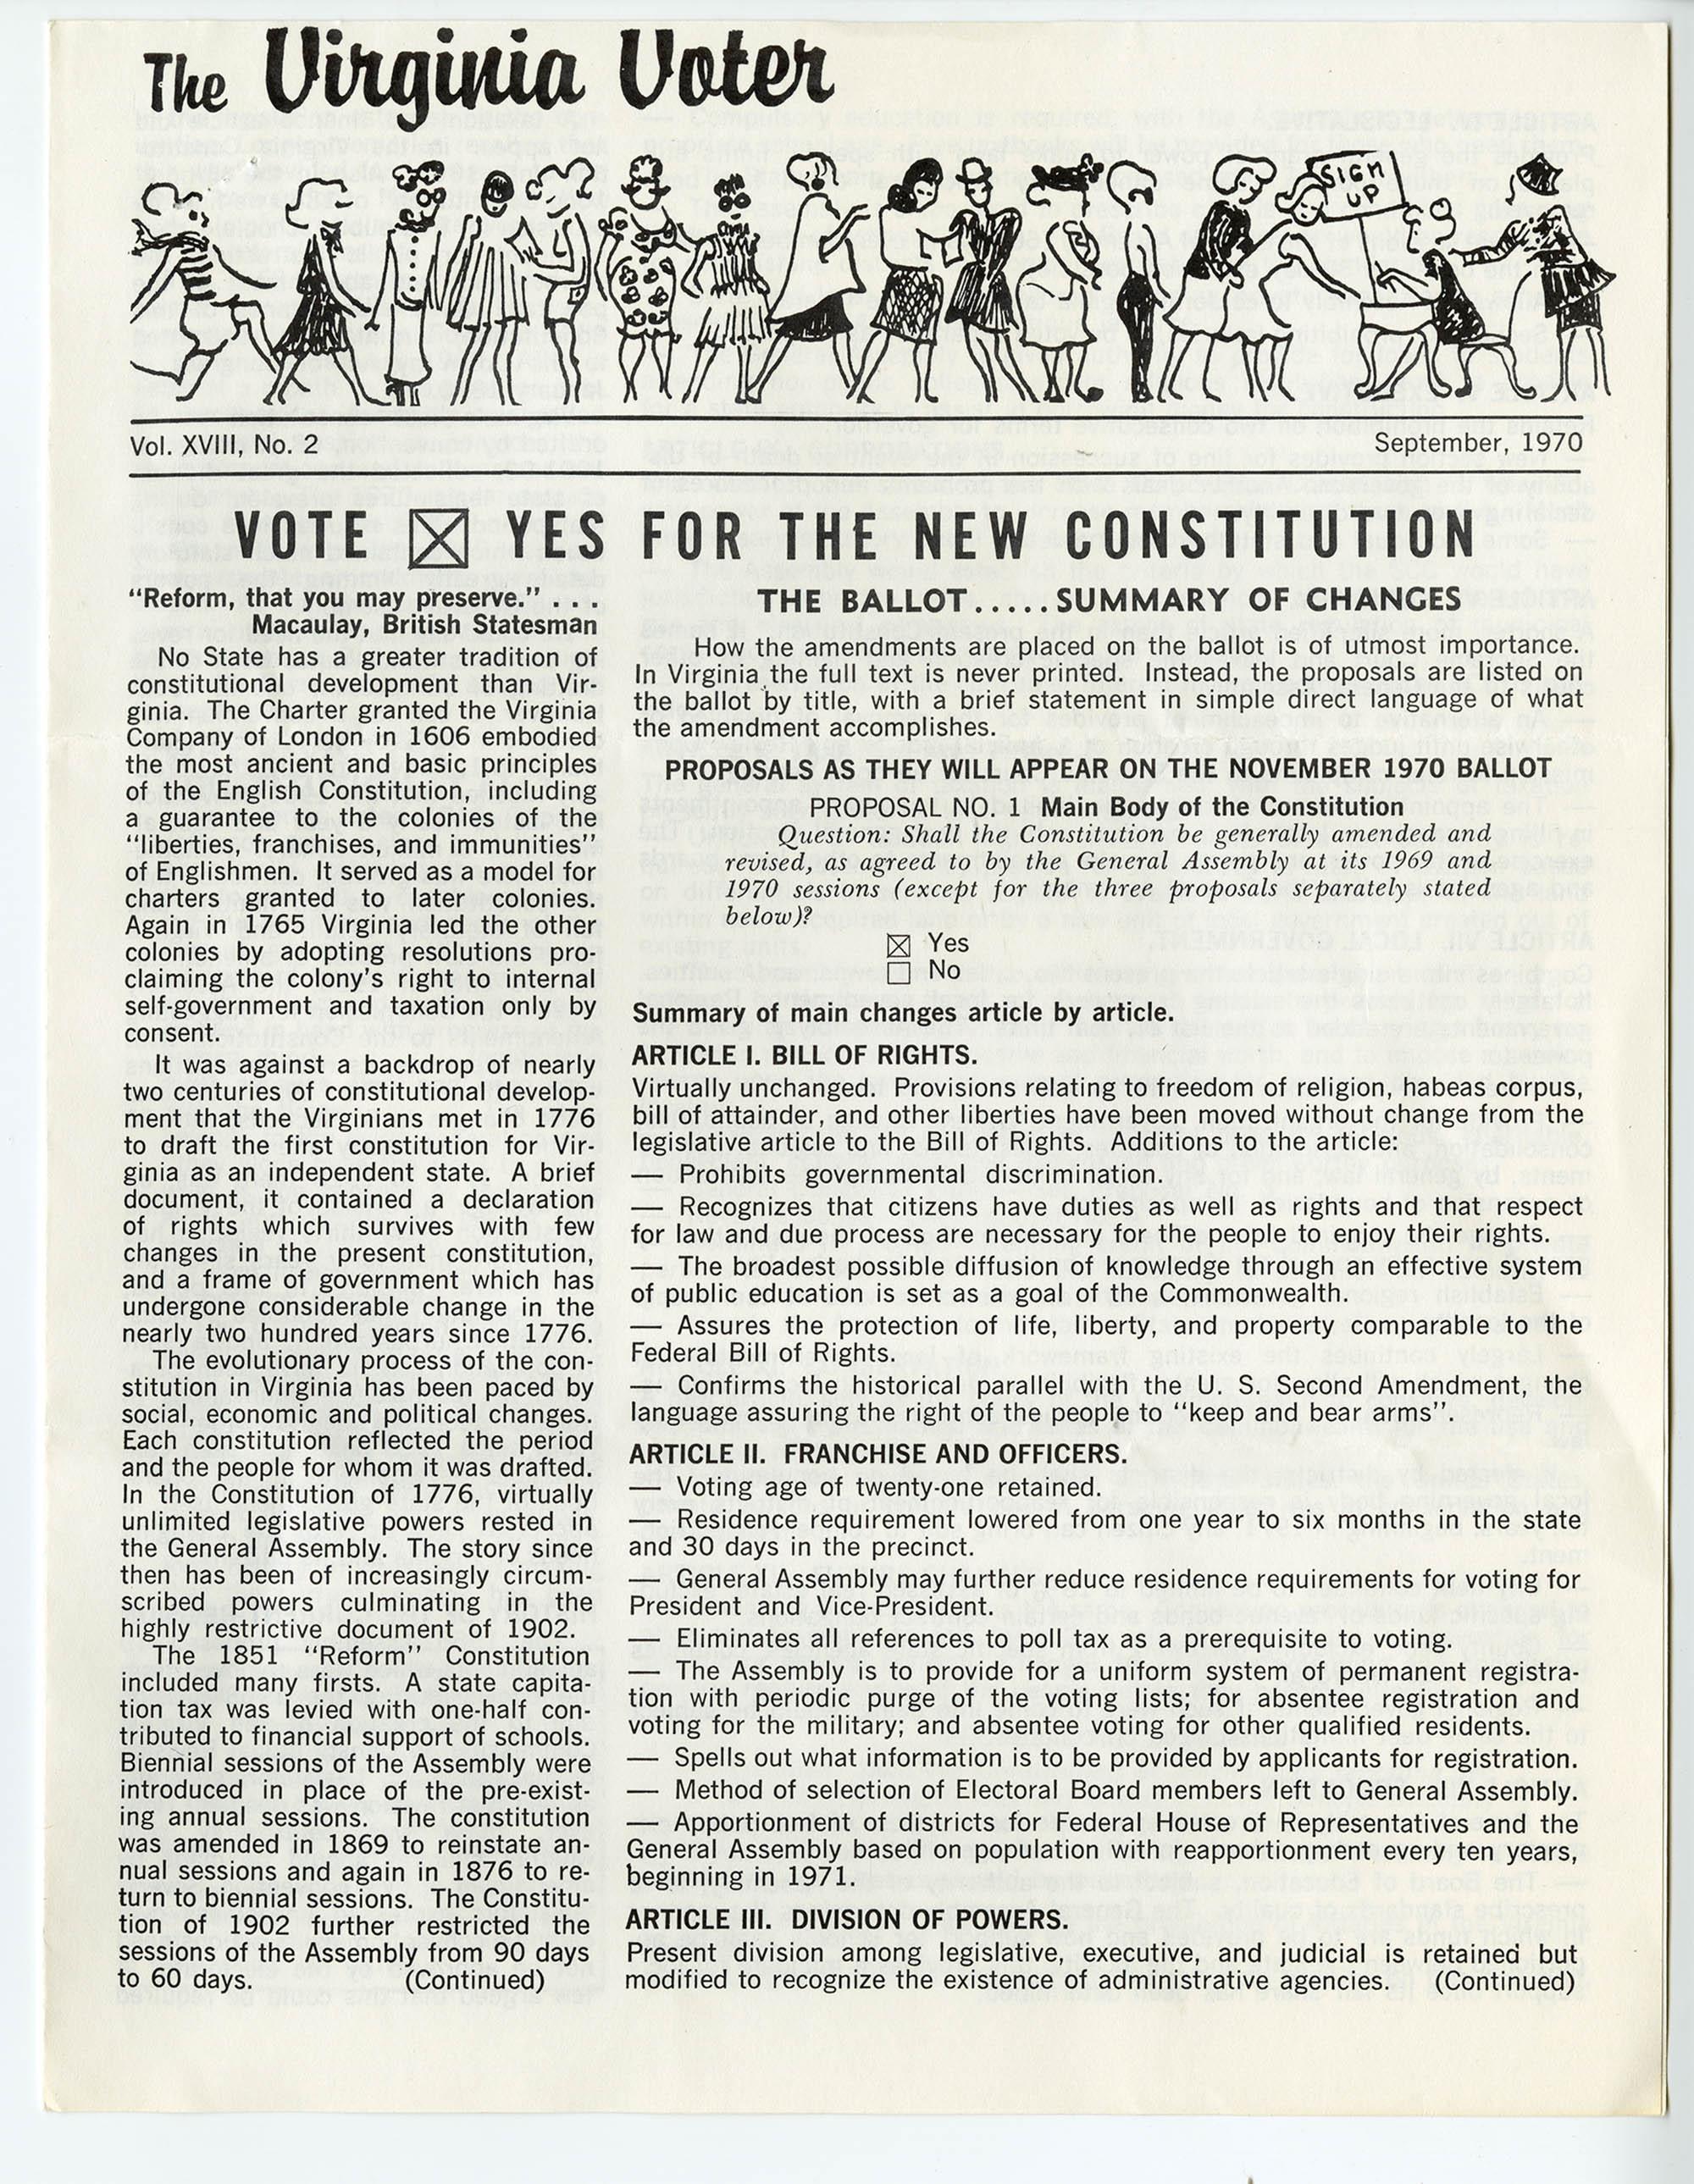 The Virginia Voter
SIGN
UP
Vol. XVIII, No. 2
September, 1970
VOTE ☒ YES FOR THE NEW CONSTITUTION
"Reform, that you may preserve." . . .
Macaulay, British Statesman
No State has a greater tradition of
constitutional development than Vir-
ginia. The Charter granted the Virginia
Company of London in 1606 embodied
the most ancient and basic principles
of the English Constitution, including
a guarantee to the colonies of the
"liberties, franchises, and immunities"
of Englishmen. It served as a model for
charters granted to later colonies.
Again in 1765 Virginia led the other
colonies by adopting resolutions pro-
claiming the colony's right to internal
self-government and taxation only by
consent.
It was against a backdrop of nearly
two centuries of constitutional develop-
ment that the Virginians met in 1776
to draft the first constitution for Vir-
ginia as an independent state. A brief
document, it contained a declaration
of rights which survives with few
changes in the present constitution,
and a frame of government which has
undergone considerable change in the
nearly two hundred years since 1776.
The evolutionary process of the con-
stitution in Virginia has been paced by
social, economic and political changes.
Each constitution reflected the period
and the people for whom it was drafted.
In the Constitution of 1776, virtually
unlimited legislative powers rested in
the General Assembly. The story since
then has been of increasingly circum-
scribed powers culminating in the
highly restrictive document of 1902.
The 1851 "Reform" Constitution
included many firsts. A state capita-
tion tax was levied with one-half con-
tributed to financial support of schools.
Biennial sessions of the Assembly were
introduced in place of the pre-exist-
ing annual sessions. The constitution
was amended in 1869 to reinstate an-
nual sessions and again in 1876 to re-
turn to biennial sessions. The Constitu-
tion of 1902 further restricted the
sessions of the Assembly from 90 days
to 60 days. (Continued)
THE BALLOT.....SUMMARY OF CHANGES
How the amendments are placed on the ballot is of utmost importance.
In Virginia the full text is never printed. Instead, the proposals are listed on
the ballot by title, with a brief statement in simple direct language of what
the amendment accomplishes.
PROPOSALS AS THEY WILL APPEAR ON THE NOVEMBER 1970 BALLOT
PROPOSAL NO. 1 Main Body of the Constitution
Question: Shall the Constitution be generally amended and
revised, as agreed to by the General Assembly at its 1969 and
1970 sessions (except for the three proposals separately stated
below)?
☒ Yes
☐ No
Summary of main changes article by article.
ARTICLE I. BILL OF RIGHTS.
Virtually unchanged. Provisions relating to freedom of religion, habeas corpus,
bill of attainder, and other liberties have been moved without change from the
legislative article to the Bill of Rights. Additions to the article:
— Prohibits governmental discrimination.
— Recognizes that citizens have duties as well as rights and that respect
for law and due process are necessary for the people to enjoy their rights.
— The broadest possible diffusion of knowledge through an effective system
of public education is set as a goal of the Commonwealth.
— Assures the protection of life, liberty, and property comparable to the
Federal Bill of Rights.
— Confirms the historical parallel with the U. S. Second Amendment, the
language assuring the right of the people to "keep and bear arms".
ARTICLE II. FRANCHISE AND OFFICERS.
— Voting age of twenty-one retained.
— Residence requirement lowered from one year to six months in the state
and 30 days in the precinct.
— General Assembly may further reduce residence requirements for voting for
President and Vice-President.
— Eliminates all references to poll tax as a prerequisite to voting.
— The Assembly is to provide for a uniform system of permanent registra-
tion with periodic purge of the voting lists; for absentee registration and
voting for the military; and absentee voting for other qualified residents.
— Spells out what information is to be provided by applicants for registration.
— Method of selection of Electoral Board members left to General Assembly.
— Apportionment of districts for Federal House of Representatives and the
General Assembly based on population with reapportionment every ten years,
beginning in 1971.
ARTICLE III. DIVISION OF POWERS.
Present division among legislative, executive, and judicial is retained but
modified to recognize the existence of administrative agencies. (Continued)